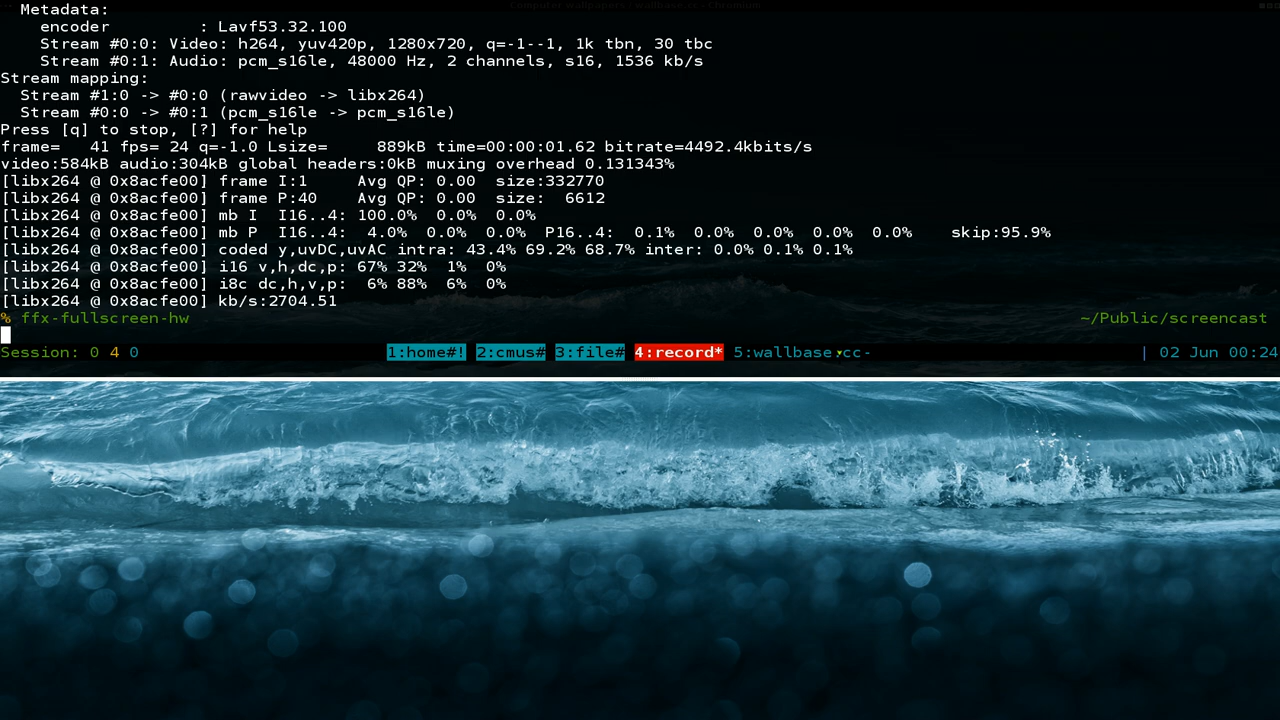 Computer wallpapers / wallbase.cc - Chromium
Metadata:
encoder : Lavf53.32.100
Stream #0:0: Video: h264, yuv420p, 1280x720, q=-1--1, 1k tbn, 30 tbc
Stream #0:1: Audio: pcm_s16le, 48000 Hz, 2 channels, s16, 1536 kb/s
Stream mapping:
Stream #1:0 -> #0:0 (rawvideo -> libx264)
Stream #0:0 -> #0:1 (pcm_s16le -> pcm_s16le)
Press [q] to stop, [?] for help
frame=   41 fps= 24 q=-1.0 Lsize=     889kB time=00:00:01.62 bitrate=4492.4kbits/s
video:584kB audio:304kB global headers:0kB muxing overhead 0.131343%
[libx264 @ 0x8acfe00] frame I:1     Avg QP: 0.00  size:332770
[libx264 @ 0x8acfe00] frame P:40    Avg QP: 0.00  size:  6612
[libx264 @ 0x8acfe00] mb I  I16..4: 100.0%  0.0%  0.0%
[libx264 @ 0x8acfe00] mb P  I16..4:  4.0%  0.0%  0.0%  P16..4:  0.1%  0.0%  0.0%  0.0%  0.0%    skip:95.9%
[libx264 @ 0x8acfe00] coded y,uvDC,uvAC intra: 43.4% 69.2% 68.7% inter: 0.0% 0.1% 0.1%
[libx264 @ 0x8acfe00] i16 v,h,dc,p: 67% 32%  1%  0%
[libx264 @ 0x8acfe00] i8c dc,h,v,p:  6% 88%  6%  0%
[libx264 @ 0x8acfe00] kb/s:2704.51
% ffx-fullscreen-hw ~/Public/screencast
Session: 0 4 0 1:home#! 2:cmus# 3:file# 4:record* 5:wallbase.cc- | 02 Jun 00:24